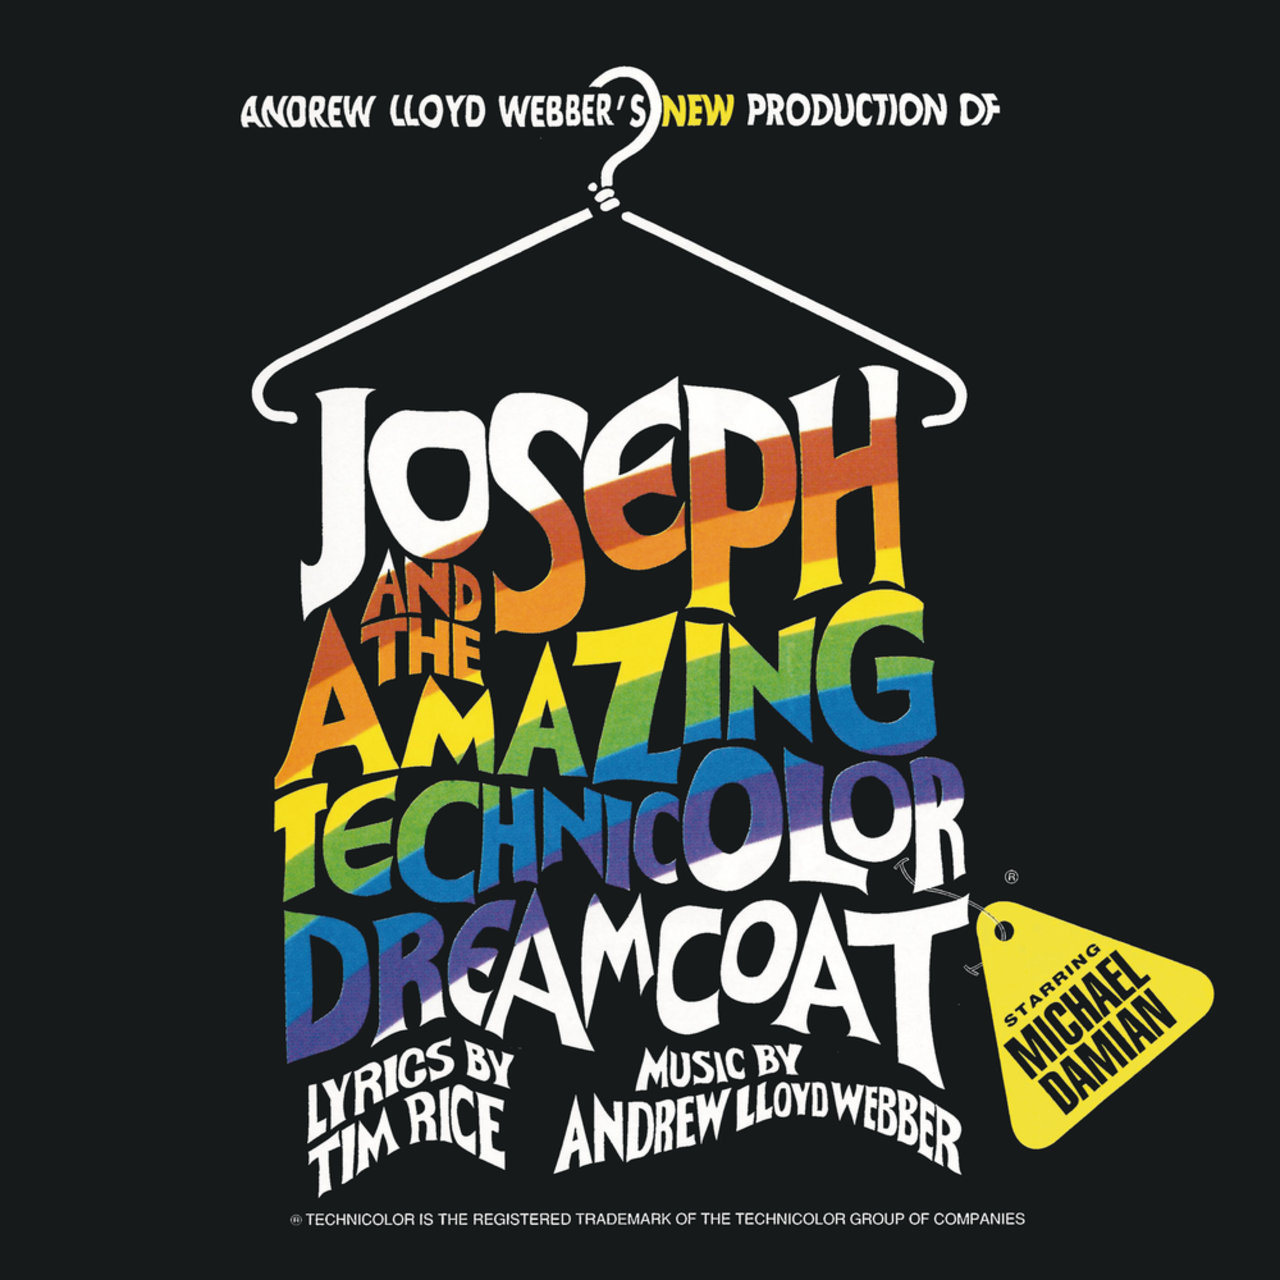 ANDREW LLOYD WEBBER'S NEW PRODUCTION OF
JOSEPH
AND
THE
AMAZING
TECHNICOLOR
®
DREAMCOAT
STARRING
MICHAEL
DAMIAN
LYRICS BY
TIM RICE
MUSIC BY
ANDREW LLOYD WEBBER
® TECHNICOLOR IS THE REGISTERED TRADEMARK OF THE TECHNICOLOR GROUP OF COMPANIES